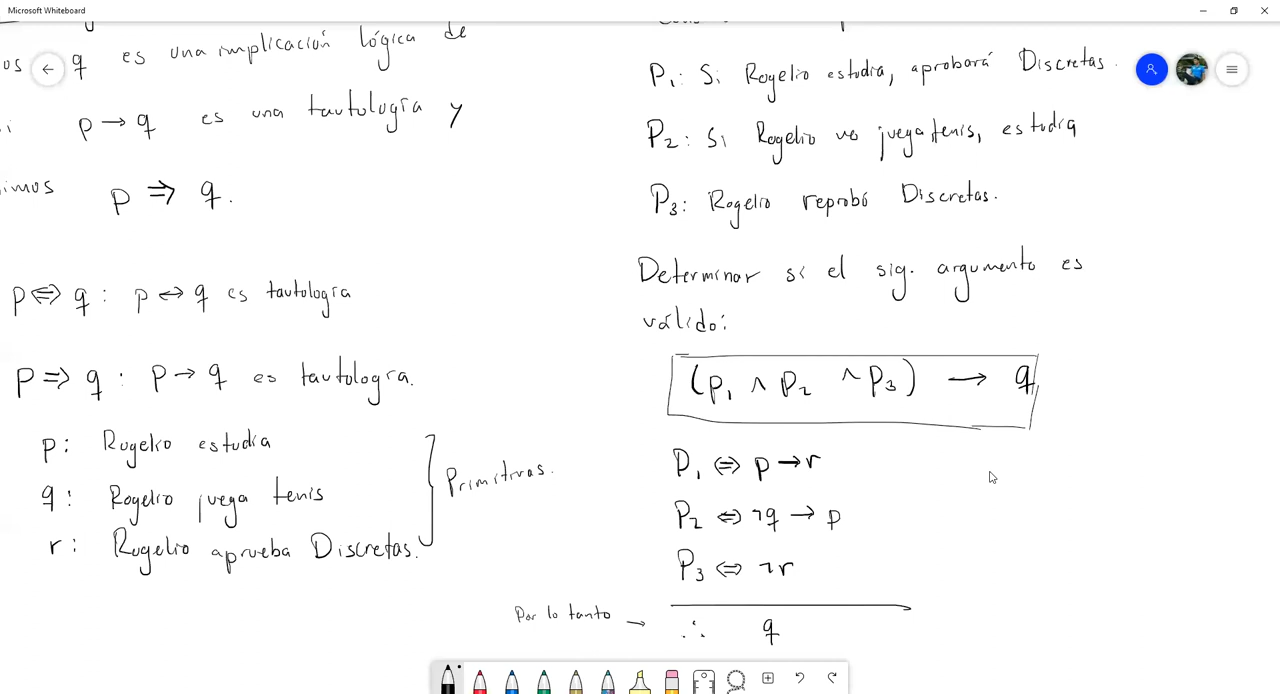 Microsoft Whiteboard
os q es una implicación lógica de
p → q es una tautología y
imos p ⇒ q.
p ⇔ q : p ↔ q es tautología
p ⇒ q : p → q es tautología.
p: Rogelio estudia
q: Rogelio juega tenis
r: Rogelio aprueba Discretas.
Primitivas.
P₁: Si Rogelio estudia, aprobará Discretas.
P₂: Si Rogelio no juega tenis, estudia
P₃: Rogelio reprobó Discretas.
Determinar si el sig. argumento es
válido:
(p₁ ∧ p₂ ∧ p₃) → q
P₁ ⇔ p → r
P₂ ⇔ ¬q → p
P₃ ⇔ ¬r
Por lo tanto → ∴ q